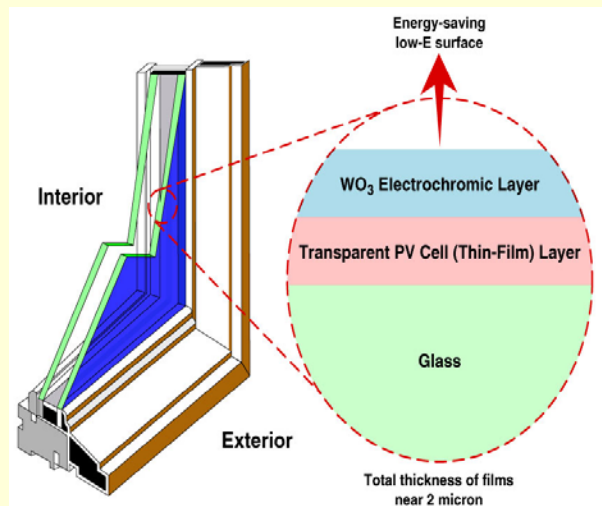 Energy-saving
low-E surface
Interior
WO₃ Electrochromic Layer
Transparent PV Cell (Thin-Film) Layer
Glass
Exterior
Total thickness of films
near 2 micron